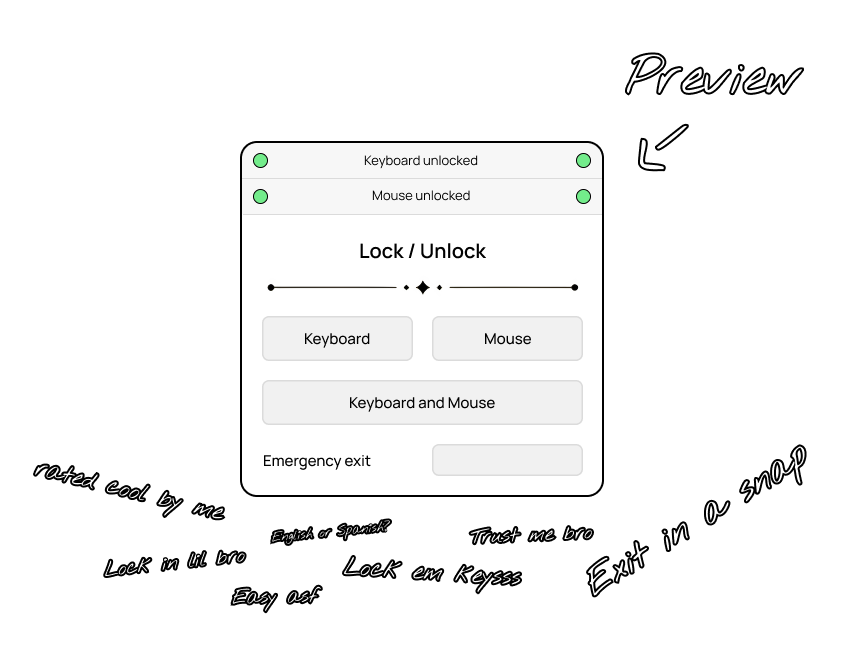 Preview
Keyboard unlocked
Mouse unlocked
Lock / Unlock
Keyboard
Mouse
Keyboard and Mouse
Emergency exit
rated cool by me
English or Spanish?
Trust me bro
Exit in a snap
Lock in lil bro
Lock em Keysss
Easy asf